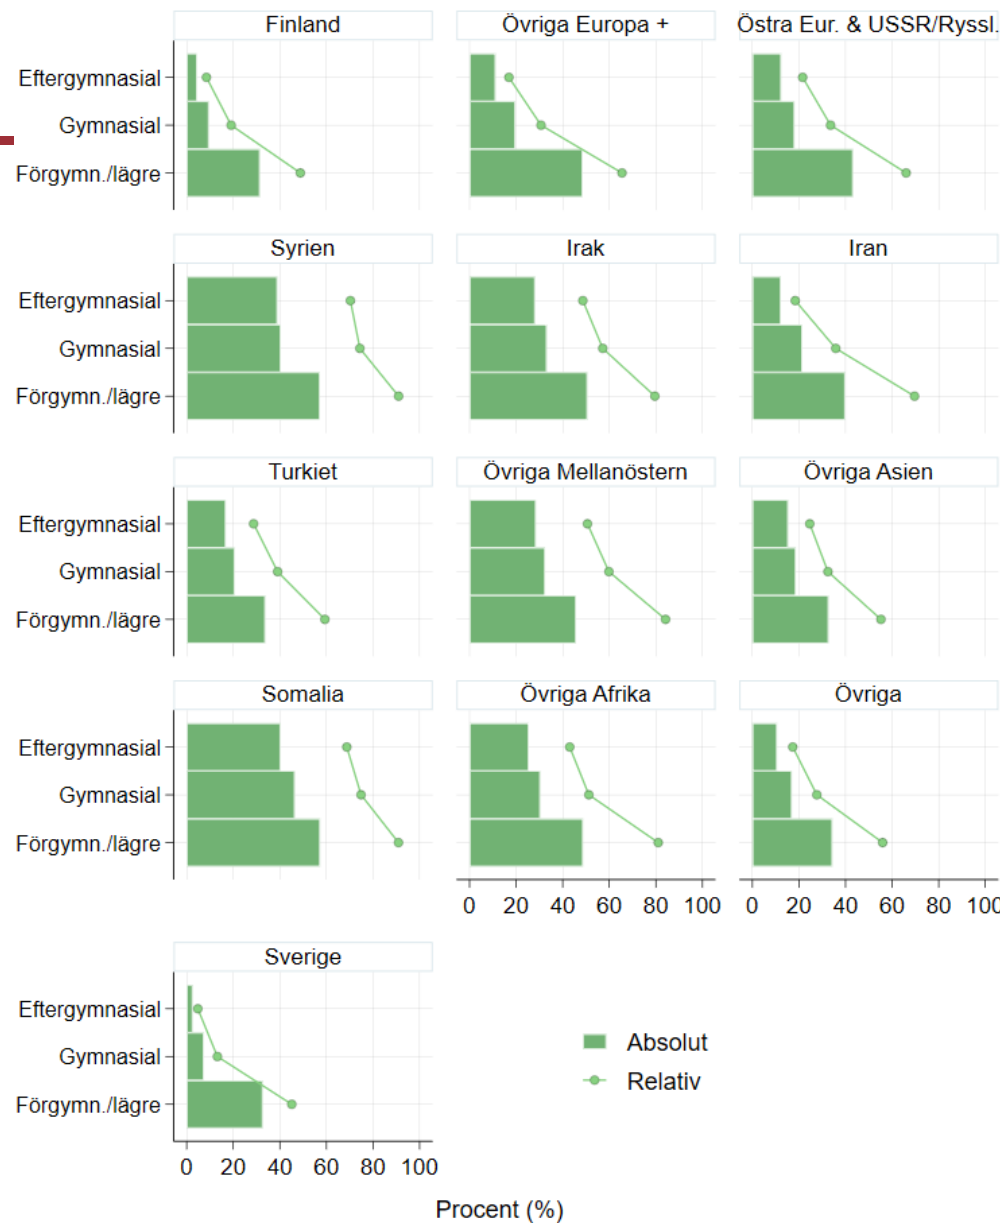 Finland Övriga Europa + Östra Eur. & USSR/Ryssl.
Eftergymnasial
Gymnasial
Förgymn./lägre
Syrien Irak Iran
Eftergymnasial
Gymnasial
Förgymn./lägre
Turkiet Övriga Mellanöstern Övriga Asien
Eftergymnasial
Gymnasial
Förgymn./lägre
Somalia Övriga Afrika Övriga
Eftergymnasial
Gymnasial
Förgymn./lägre
0 20 40 60 80 100 0 20 40 60 80 100
Sverige
Eftergymnasial
Gymnasial
Förgymn./lägre
Absolut
Relativ
0 20 40 60 80 100
Procent (%)